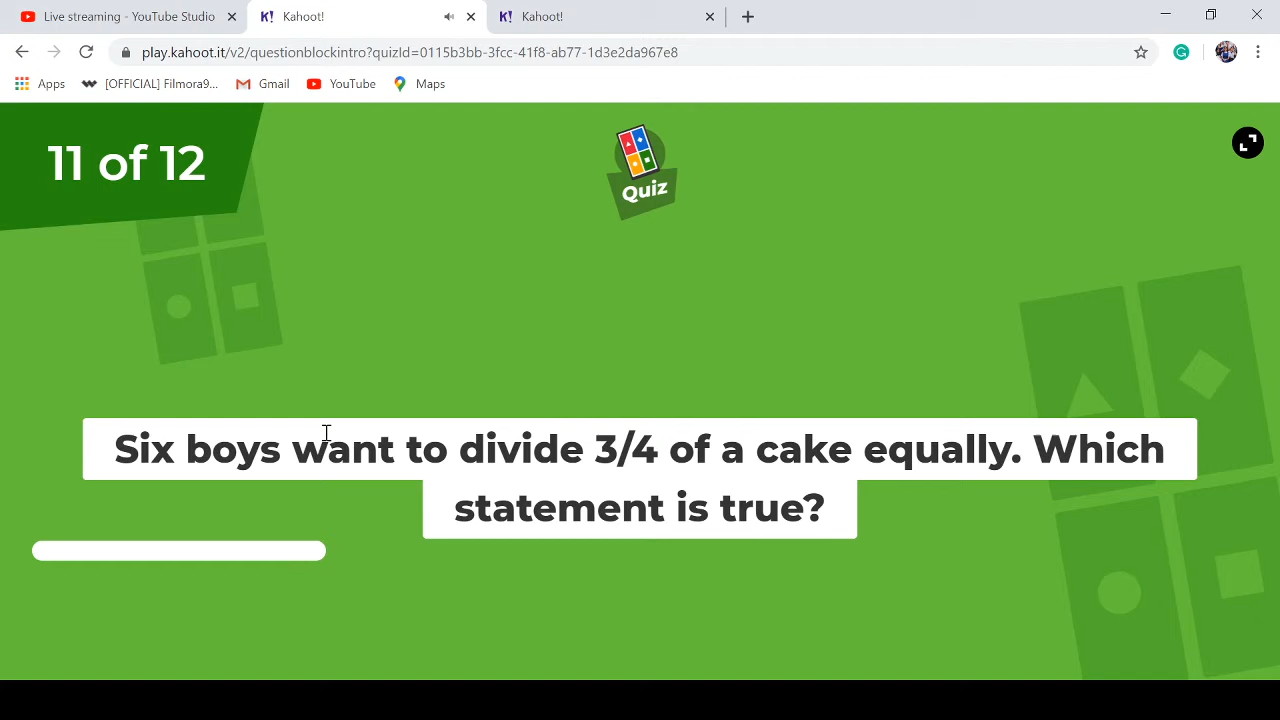 Live streaming - YouTube Studio
Kahoot!
Kahoot!
play.kahoot.it/v2/questionblockintro?quizId=0115b3bb-3fcc-41f8-ab77-1d3e2da967e8
Apps
[OFFICIAL] Filmora9...
Gmail
YouTube
Maps
11 of 12
Quiz
Six boys want to divide 3/4 of a cake equally. Which
statement is true?